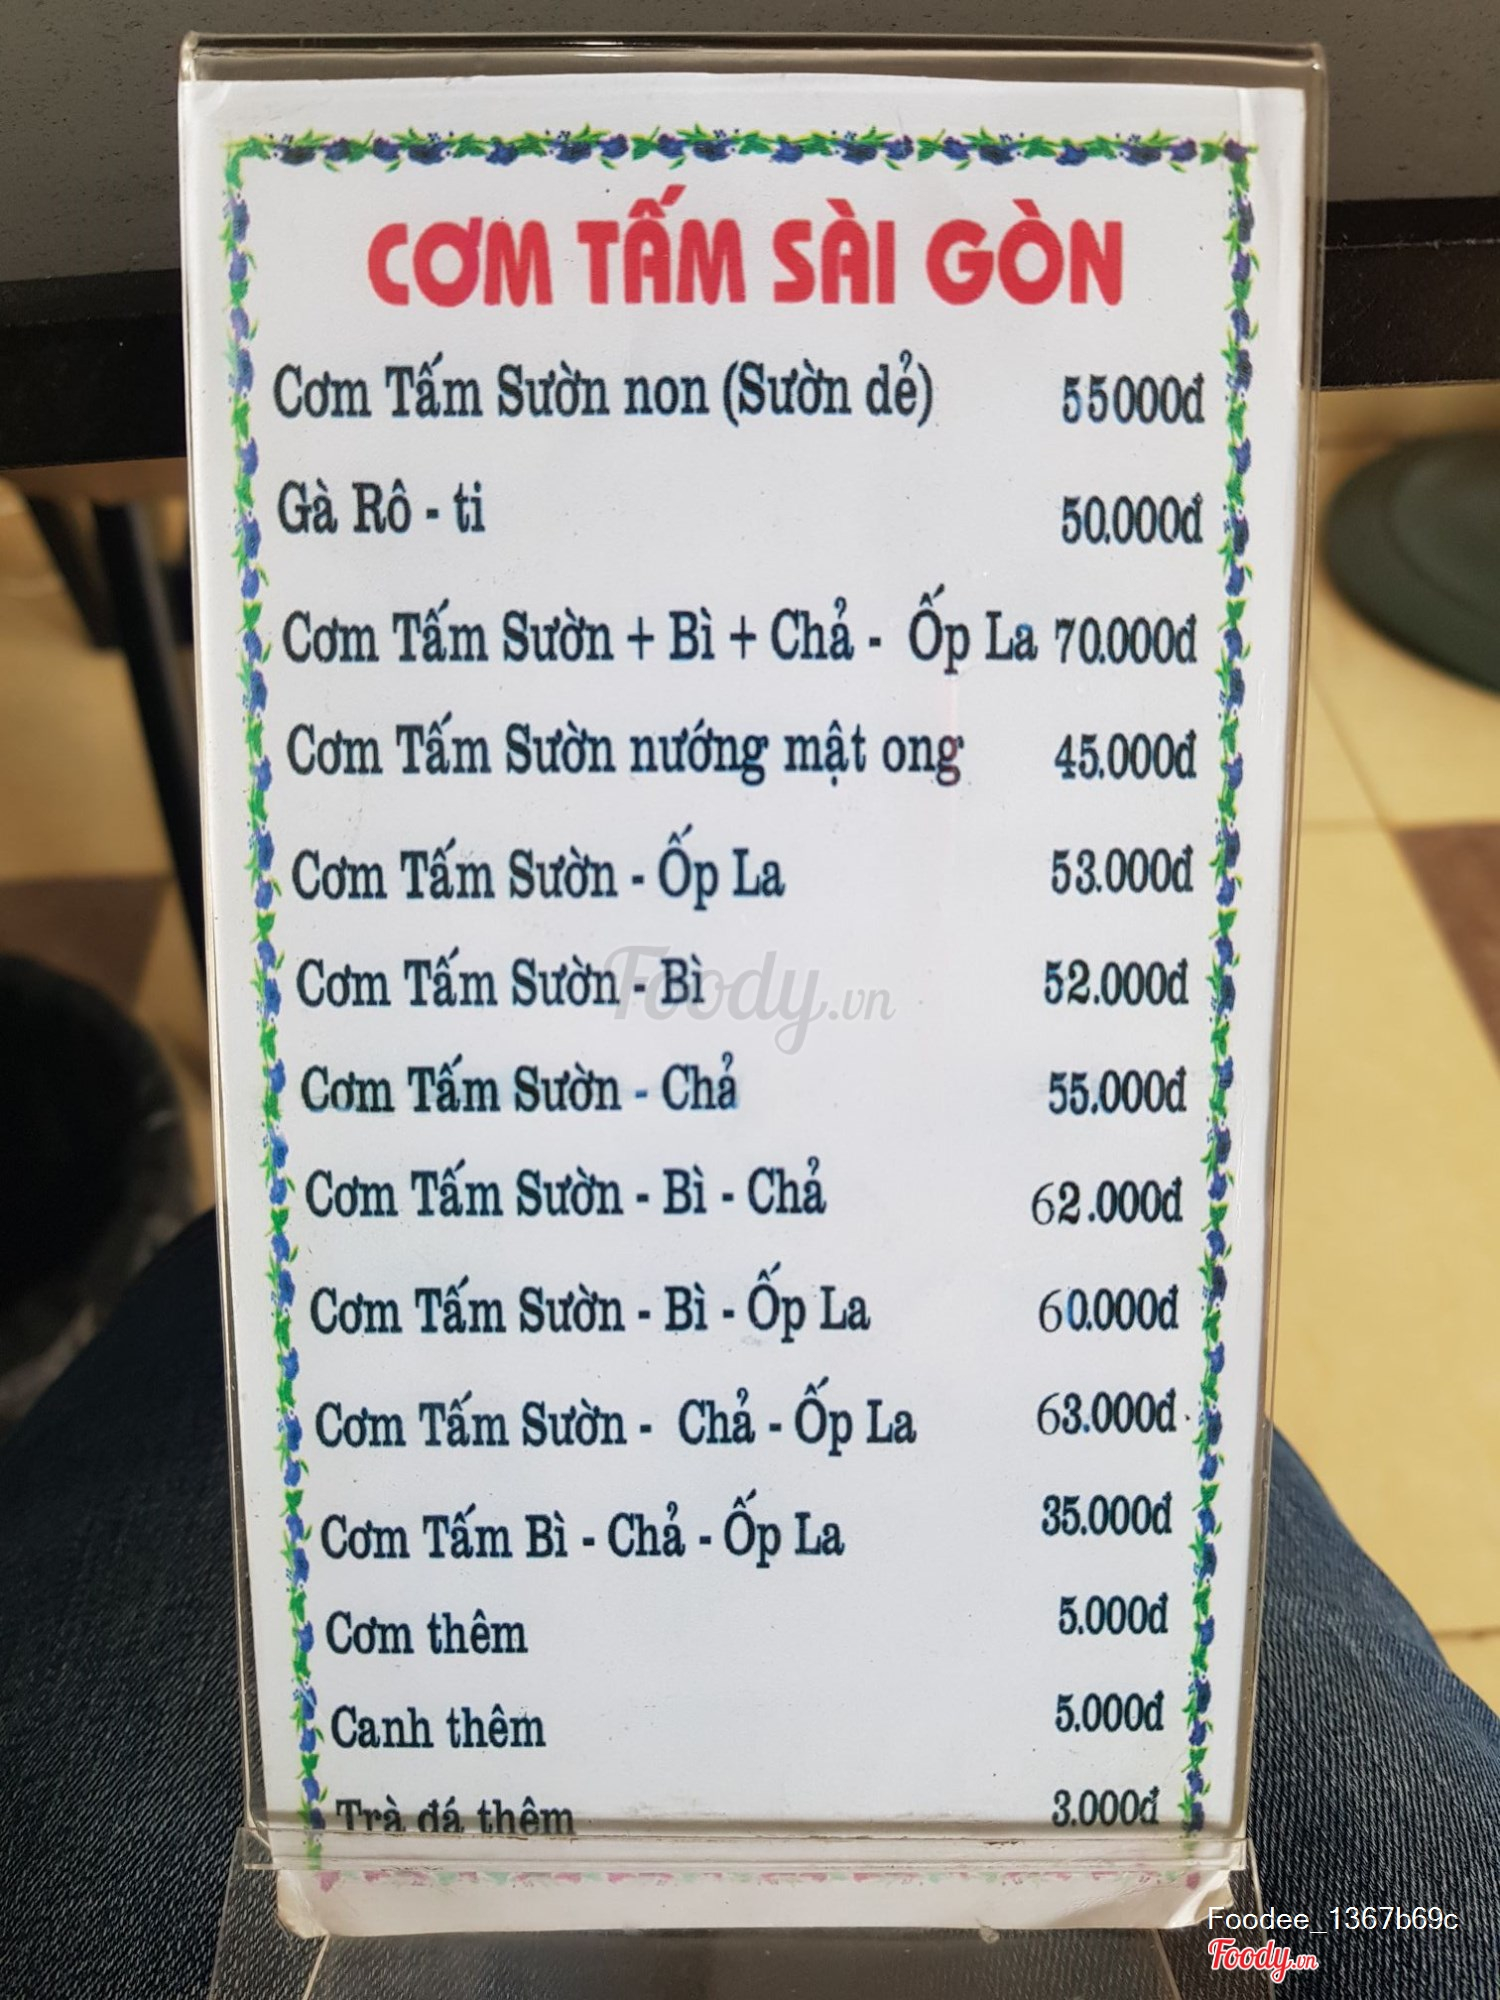 CƠM TẤM SÀI GÒN
Cơm Tấm Sườn non (Sườn dẻ) 55000đ
Gà Rô - ti 50.000đ
Cơm Tấm Sườn + Bì + Chả - Ốp La 70.000đ
Cơm Tấm Sườn nướng mật ong 45.000đ
Cơm Tấm Sườn - Ốp La 53.000đ
Cơm Tấm Sườn - Bì 52.000đ
Foody.vn
Cơm Tấm Sườn - Chả 55.000đ
Cơm Tấm Sườn - Bì - Chả 62.000đ
Cơm Tấm Sườn - Bì - Ốp La 60.000đ
Cơm Tấm Sườn - Chả - Ốp La 63.000đ
Cơm Tấm Bì - Chả - Ốp La 35.000đ
Cơm thêm 5.000đ
Canh thêm 5.000đ
Trà đá thêm 3.000đ
Foodee_1367b69c
Foody.vn